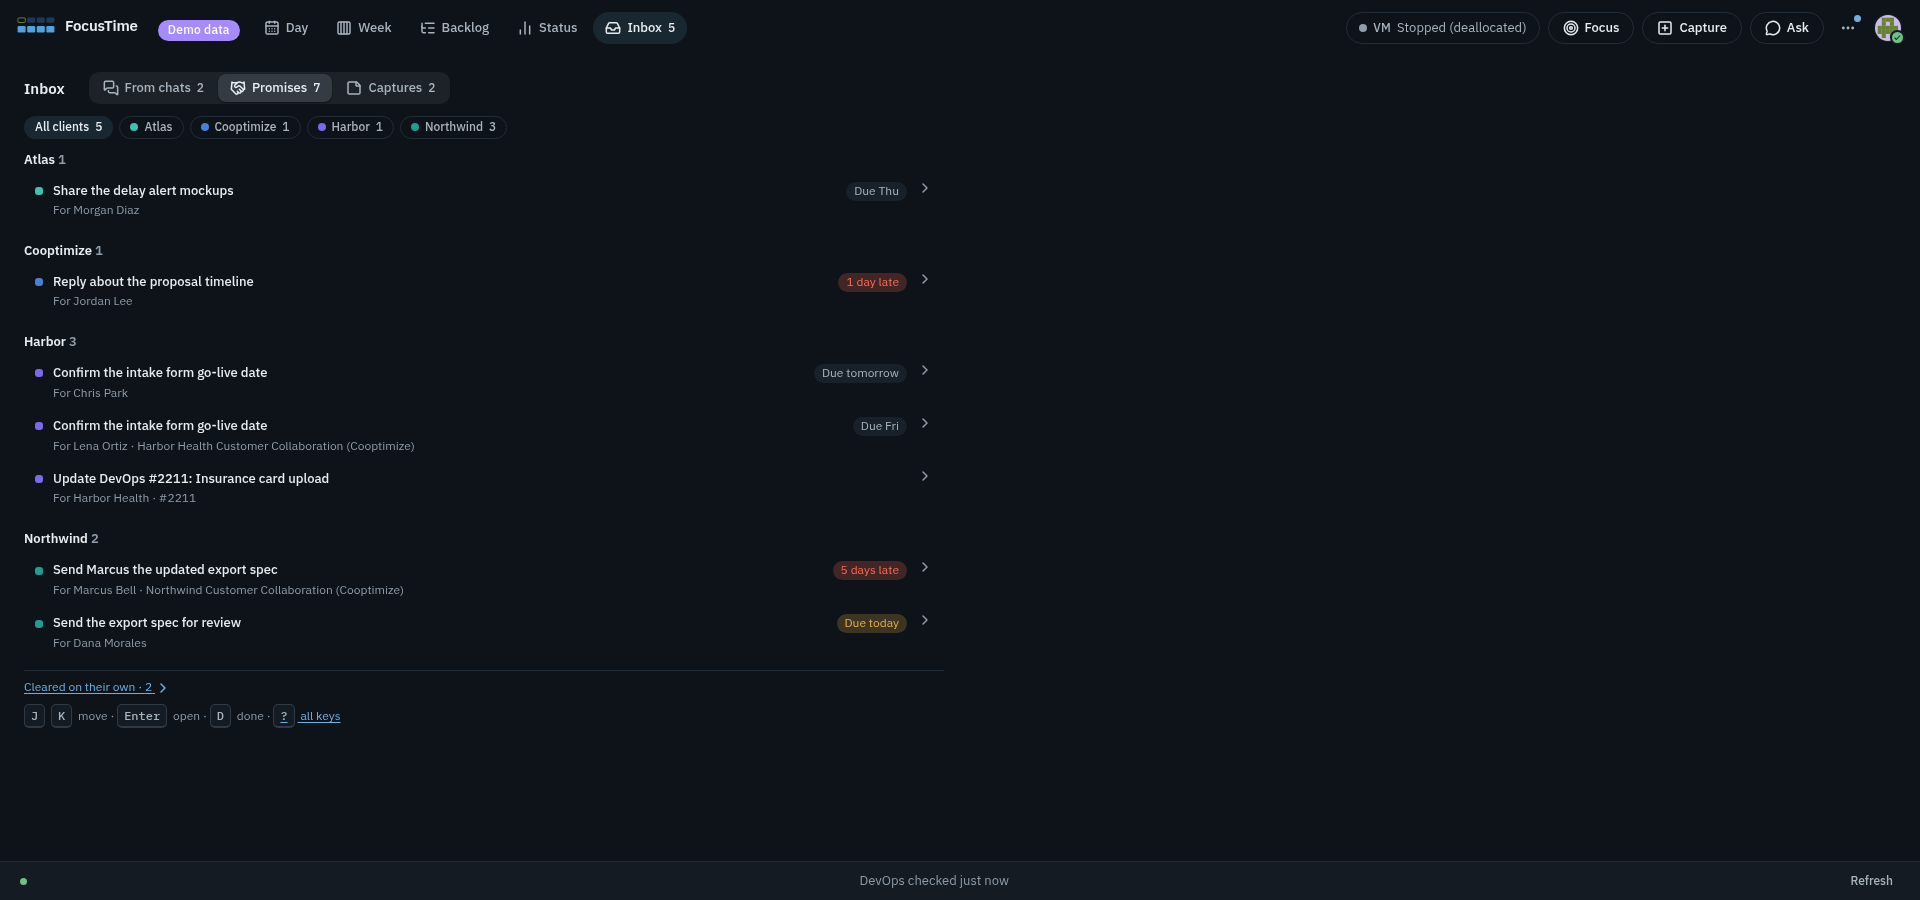 FocusTime
Demo data
Day
Week
Backlog
Status
Inbox 5
VM Stopped (deallocated)
Focus
Capture
Ask
Inbox
From chats 2
Promises 7
Captures 2
All clients 5
Atlas
Cooptimize 1
Harbor 1
Northwind 3
Atlas 1
Share the delay alert mockups
Due Thu
For Morgan Diaz
Cooptimize 1
Reply about the proposal timeline
1 day late
For Jordan Lee
Harbor 3
Confirm the intake form go-live date
Due tomorrow
For Chris Park
Confirm the intake form go-live date
Due Fri
For Lena Ortiz · Harbor Health Customer Collaboration (Cooptimize)
Update DevOps #2211: Insurance card upload
For Harbor Health · #2211
Northwind 2
Send Marcus the updated export spec
5 days late
For Marcus Bell · Northwind Customer Collaboration (Cooptimize)
Send the export spec for review
Due today
For Dana Morales
Cleared on their own · 2
J K move · Enter open · D done · ? all keys
DevOps checked just now
Refresh